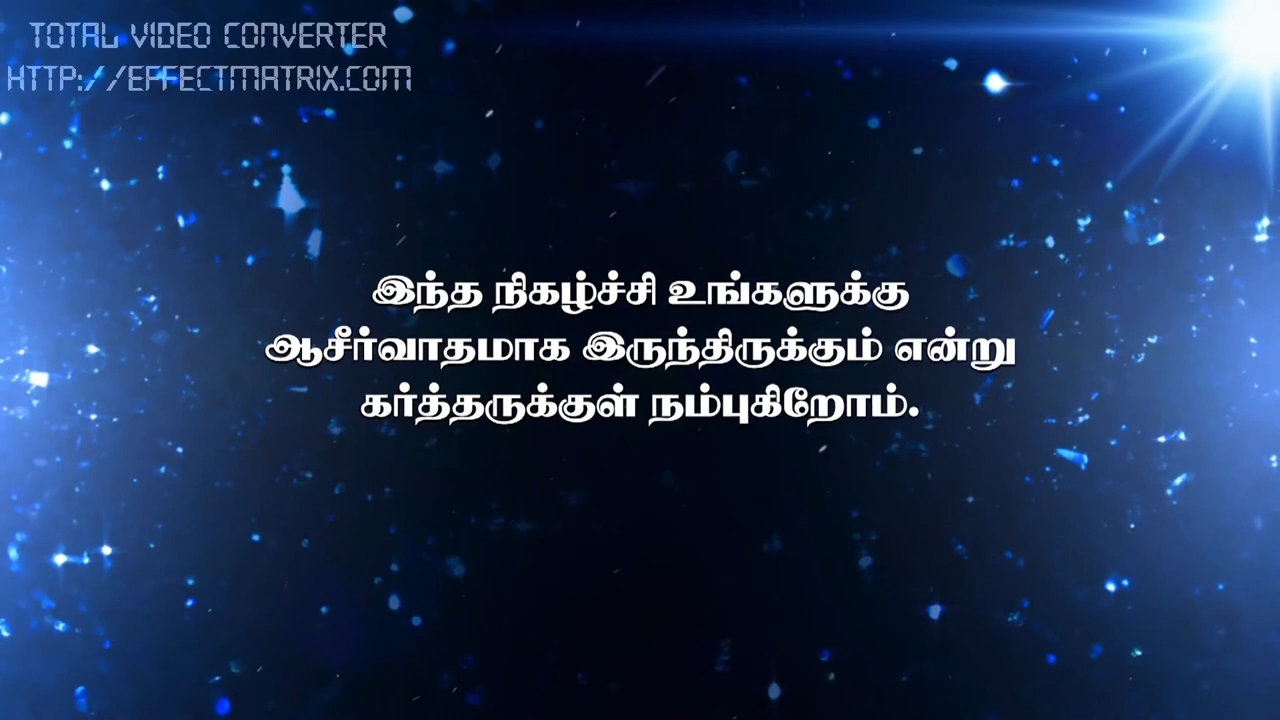 TOTAL VIDEO CONVERTER
HTTP://EFFECTMATRIX.COM
இந்த நிகழ்ச்சி உங்களுக்கு
ஆசீர்வாதமாக இருந்திருக்கும் என்று
கர்த்தருக்குள் நம்புகிறோம்.